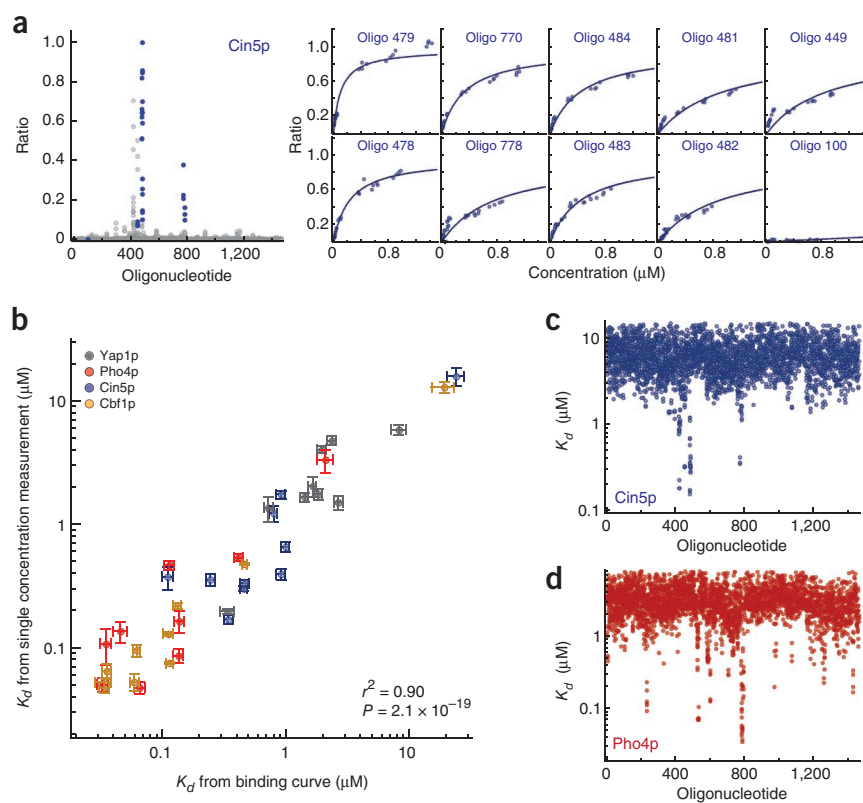 a
Cin5p
Ratio
1.0
0.8
0.6
0.4
0.2
0
0
400
800
1,200
Oligonucleotide
Ratio
Oligo 479
Oligo 770
Oligo 484
Oligo 481
Oligo 449
1.0
0.6
0.2
Oligo 478
Oligo 778
Oligo 483
Oligo 482
Oligo 100
1.0
0.6
0.2
0 0.8
0 0.8
0 0.8
0 0.8
0 0.8
Concentration (μM)
b
Yap1p
Pho4p
Cin5p
Cbf1p
Kd from single concentration measurement (μM)
10
1
0.1
0.1
1
10
r² = 0.90
P = 2.1 × 10⁻¹⁹
Kd from binding curve (μM)
c
Kd (μM)
10
1
0.1
Cin5p
0
400
800
1,200
Oligonucleotide
d
Kd (μM)
1
0.1
Pho4p
0
400
800
1,200
Oligonucleotide